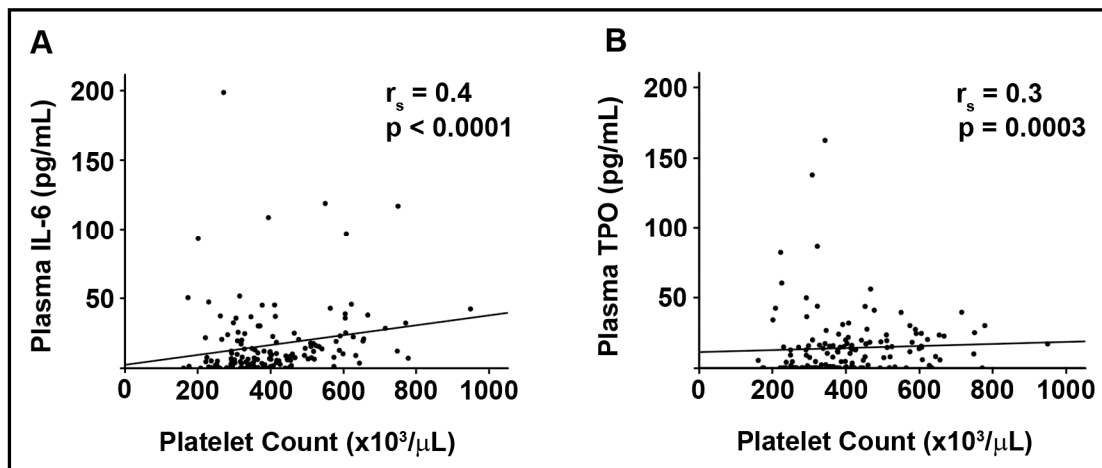 A
r_s = 0.4
p < 0.0001
Plasma IL-6 (pg/mL)
200
150
100
50
0
200
400
600
800
1000
Platelet Count (x10³/μL)
B
r_s = 0.3
p = 0.0003
Plasma TPO (pg/mL)
200
150
100
50
0
200
400
600
800
1000
Platelet Count (x10³/μL)